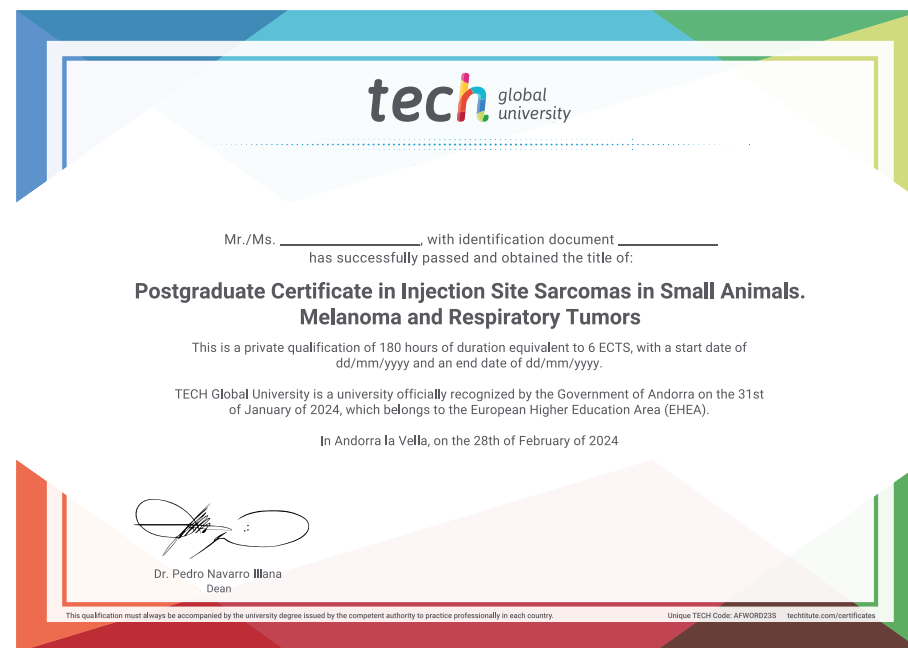 tech global university
Mr./Ms. ____________, with identification document ____________
has successfully passed and obtained the title of:
Postgraduate Certificate in Injection Site Sarcomas in Small Animals.
Melanoma and Respiratory Tumors
This is a private qualification of 180 hours of duration equivalent to 6 ECTS, with a start date of
dd/mm/yyyy and an end date of dd/mm/yyyy.
TECH Global University is a university officially recognized by the Government of Andorra on the 31st
of January of 2024, which belongs to the European Higher Education Area (EHEA).
In Andorra la Vella, on the 28th of February of 2024
Dr. Pedro Navarro Illana
Dean
This qualification must always be accompanied by the university degree issued by the competent authority to practice professionally in each country. Unique TECH Code: AFWORD23S techtitute.com/certificates